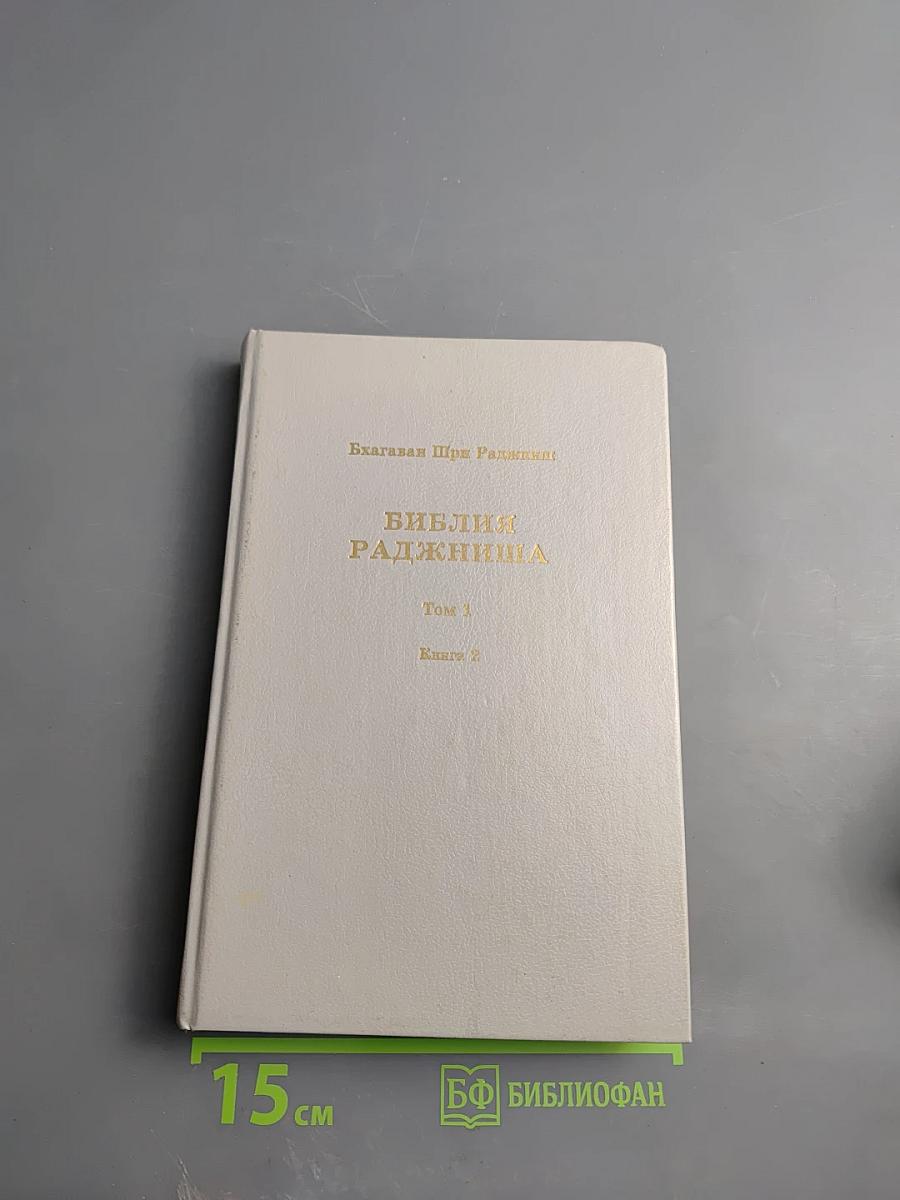 Бхагаван Шри Раджниш
БИБЛИЯ
РАДЖНИША
Том 1
Книга 2
15 см
БФ БИБЛИОФАН